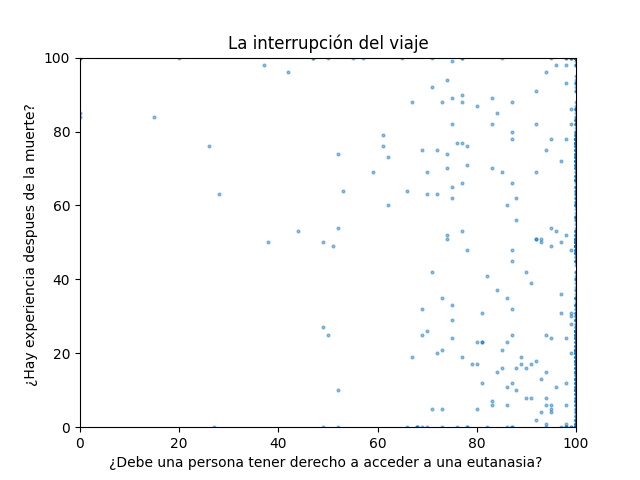 La interrupción del viaje
100
80
60
40
20
0
¿Hay experiencia despues de la muerte?
0 20 40 60 80 100
¿Debe una persona tener derecho a acceder a una eutanasia?